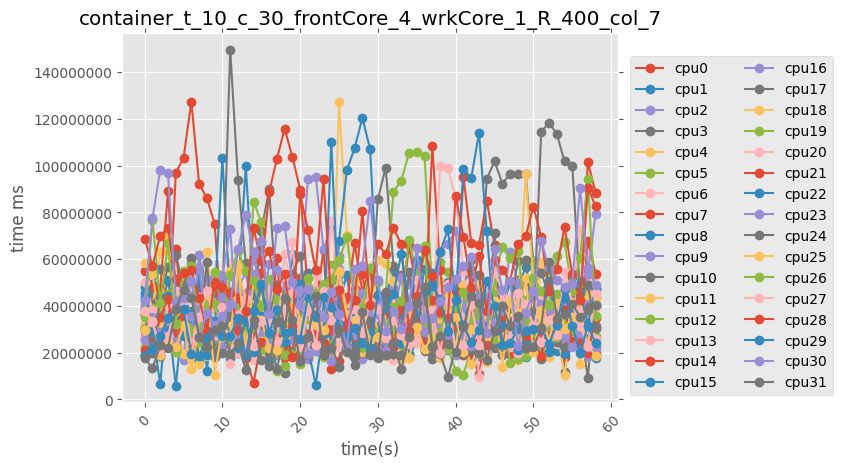 container_t_10_c_30_frontCore_4_wrkCore_1_R_400_col_7
time ms
140000000
120000000
100000000
80000000
60000000
40000000
20000000
0
0
10
20
30
40
50
60
time(s)
cpu0
cpu1
cpu2
cpu3
cpu4
cpu5
cpu6
cpu7
cpu8
cpu9
cpu10
cpu11
cpu12
cpu13
cpu14
cpu15
cpu16
cpu17
cpu18
cpu19
cpu20
cpu21
cpu22
cpu23
cpu24
cpu25
cpu26
cpu27
cpu28
cpu29
cpu30
cpu31